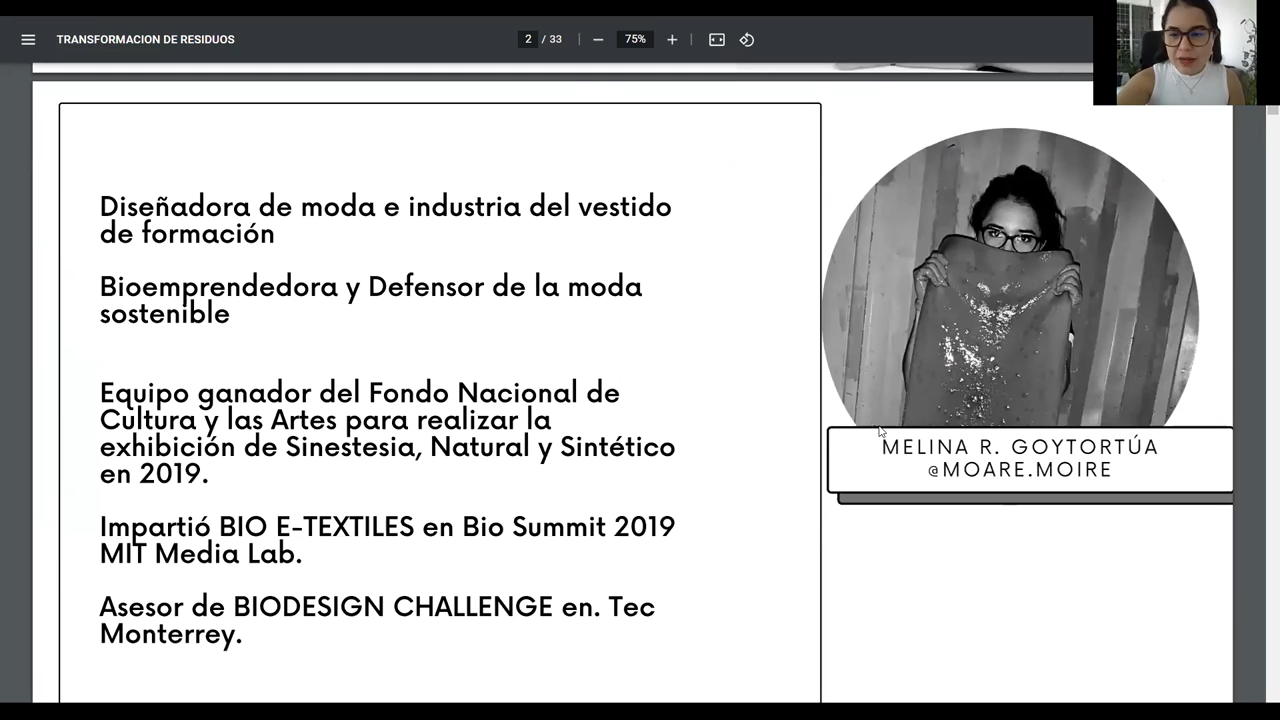 TRANSFORMACION DE RESIDUOS
2 / 33
75%
Diseñadora de moda e industria del vestido
de formación
Bioemprendedora y Defensor de la moda
sostenible
Equipo ganador del Fondo Nacional de
Cultura y las Artes para realizar la
exhibición de Sinestesia, Natural y Sintético
en 2019.
Impartió BIO E-TEXTILES en Bio Summit 2019
MIT Media Lab.
Asesor de BIODESIGN CHALLENGE en. Tec
Monterrey.
MELINA R. GOYTORTÚA
@MOARE.MOIRE